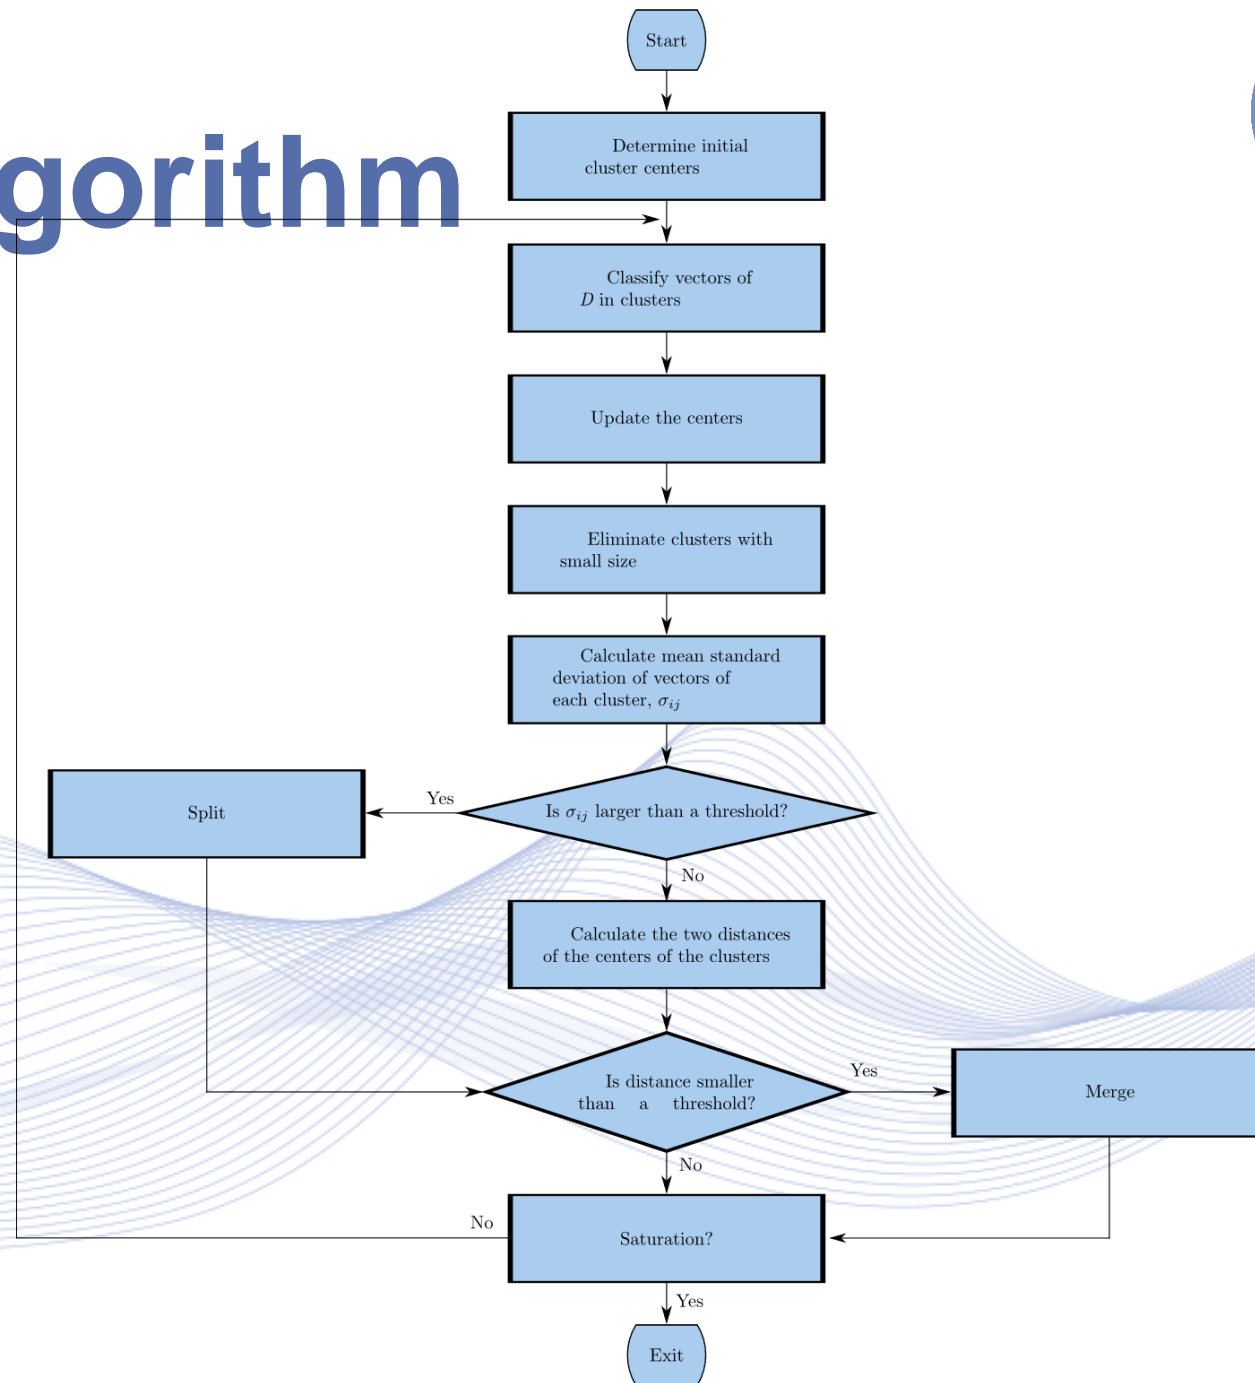 Start
gorithm
Determine initial
cluster centers
Classify vectors of
D in clusters
Update the centers
Eliminate clusters with
small size
Calculate mean standard
deviation of vectors of
each cluster, σij
Yes
Split
Is σij larger than a threshold?
No
Calculate the two distances
of the centers of the clusters
Is distance smaller
than a threshold?
Yes
Merge
No
No
Saturation?
Yes
Exit